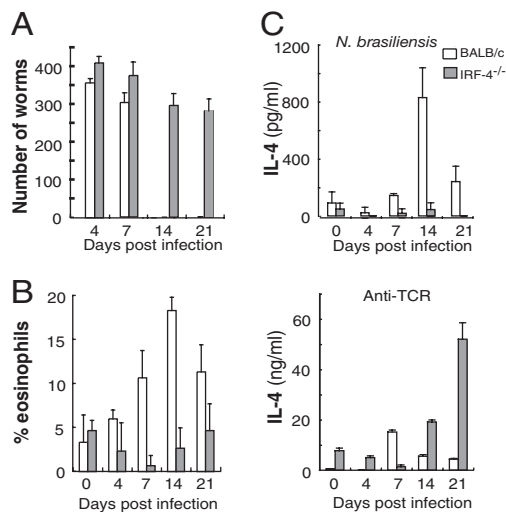 A
400
300
200
100
0
Number of worms
4 7 14 21
Days post infection
B
20
15
10
5
0
% eosinophils
0 4 7 14 21
Days post infection
C
N. brasiliensis
BALB/c
IRF-4-/-
1200
800
400
0
IL-4 (pg/ml)
0 4 7 14 21
Days post infection
Anti-TCR
60
40
20
0
IL-4 (ng/ml)
0 4 7 14 21
Days post infection